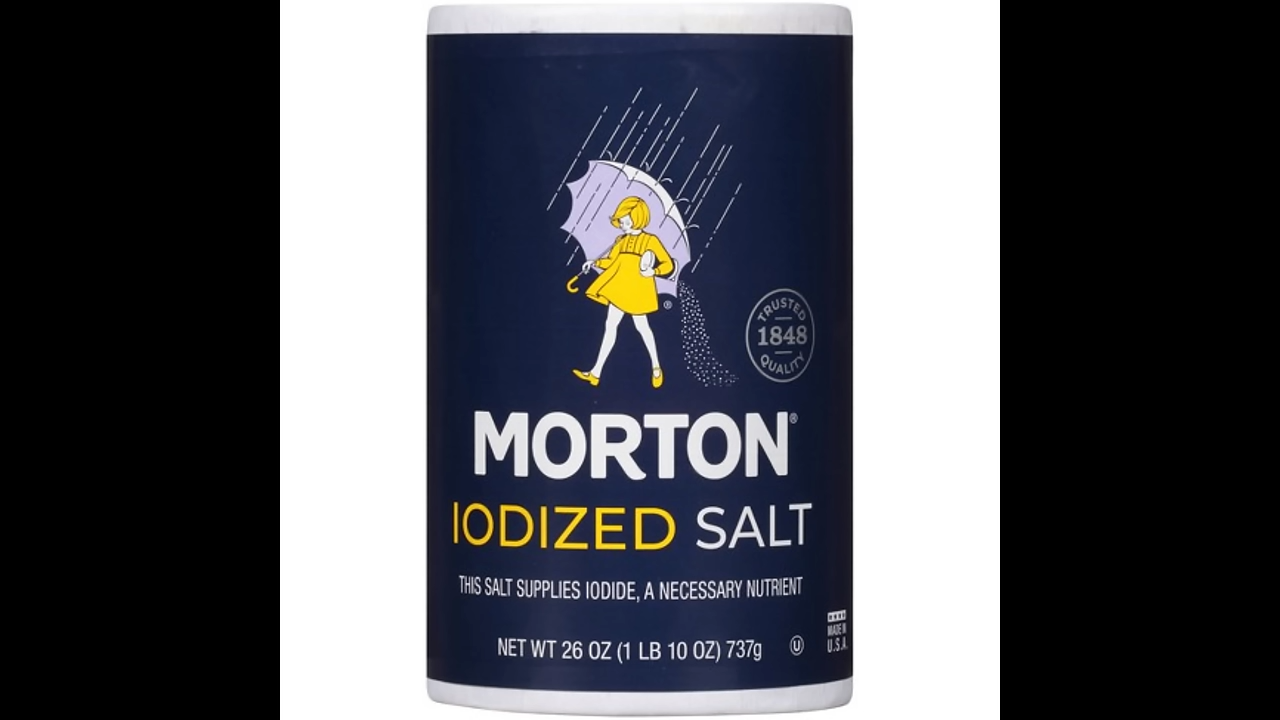 TRUSTED
1848
QUALITY
®
MORTON®
IODIZED SALT
THIS SALT SUPPLIES IODIDE, A NECESSARY NUTRIENT
NET WT 26 OZ (1 LB 10 OZ) 737g
U
MADE IN
U.S.A.